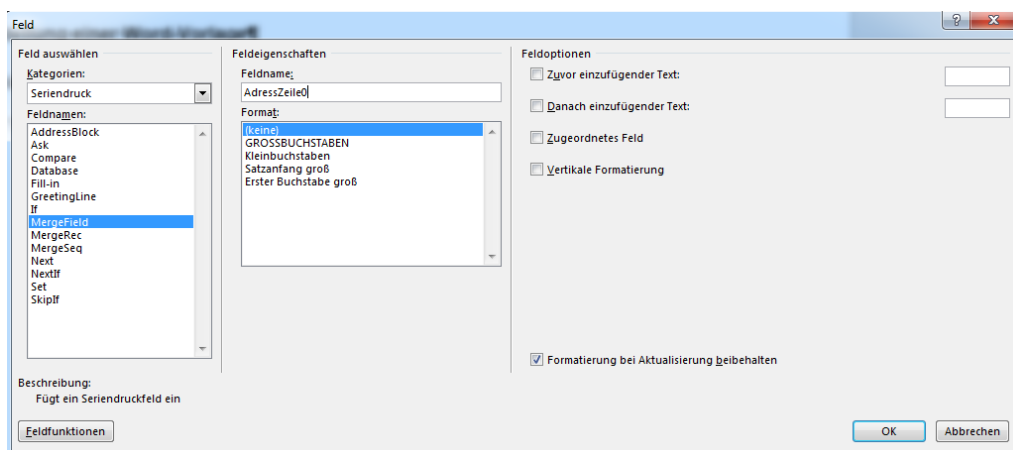 Feld
Feld auswählen
Kategorien:
Seriendruck
Feldnamen:
AddressBlock
Ask
Compare
Database
Fill-in
GreetingLine
If
MergeField
MergeRec
MergeSeq
Next
NextIf
Set
SkipIf
Feldeigenschaften
Feldname:
AdressZeile0
Format:
(keine)
GROSSBUCHSTABEN
Kleinbuchstaben
Satzanfang groß
Erster Buchstabe groß
Feldoptionen
Zuvor einzufügender Text:
Danach einzufügender Text:
Zugeordnetes Feld
Vertikale Formatierung
Formatierung bei Aktualisierung beibehalten
Beschreibung:
Fügt ein Seriendruckfeld ein
Feldfunktionen
OK
Abbrechen